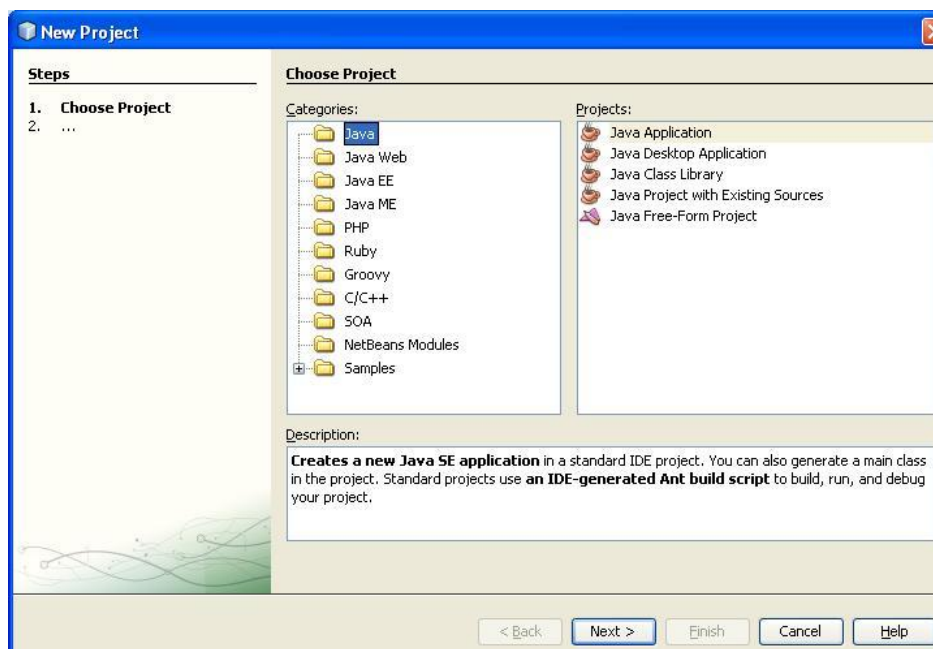 New Project
Steps
1. Choose Project
2. ...
Choose Project
Categories:
Java
Java Web
Java EE
Java ME
PHP
Ruby
Groovy
C/C++
SOA
NetBeans Modules
Samples
Projects:
Java Application
Java Desktop Application
Java Class Library
Java Project with Existing Sources
Java Free-Form Project
Description:
Creates a new Java SE application in a standard IDE project. You can also generate a main class
in the project. Standard projects use an IDE-generated Ant build script to build, run, and debug
your project.
< Back
Next >
Finish
Cancel
Help